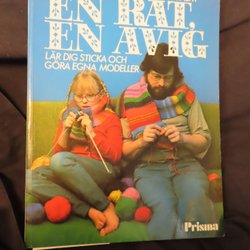 EN RÄT,
EN AVIG
LÄR DIG STICKA OCH
GÖRA EGNA MODELLER
Prisma